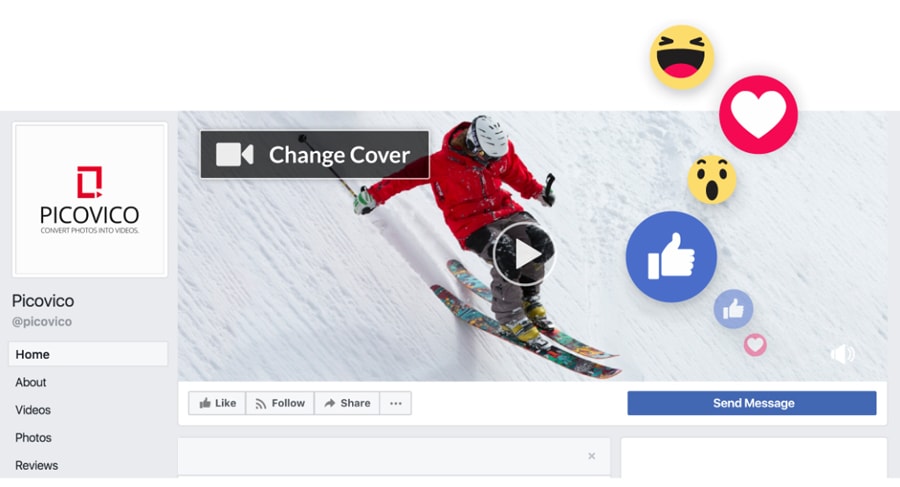 Change Cover
PICOVICO
CONVERT PHOTOS INTO VIDEOS.
Picovico
@picovico
Home
About
Videos
Photos
Reviews
Like
Follow
Share
Send Message